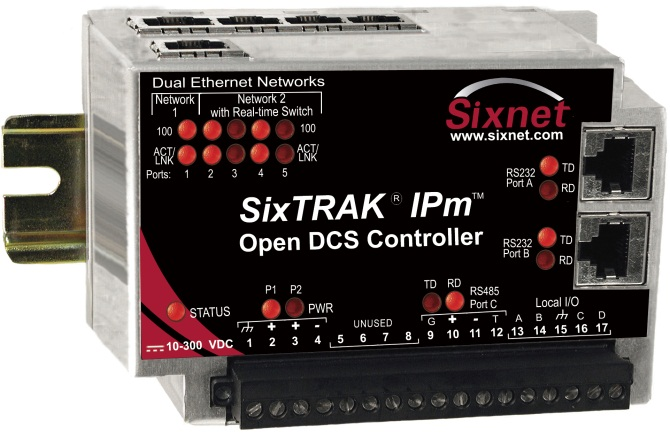 Dual Ethernet Networks
Network 1
Network 2 with Real-time Switch
100
100
ACT/LNK
ACT/LNK
Ports: 1 2 3 4 5
Sixnet
www.sixnet.com
RS232 Port A
TD
RD
SixTRAK® IPm™
Open DCS Controller
RS232 Port B
TD
RD
STATUS
P1 P2
PWR
TD RD
RS485 Port C
Local I/O
+ + -
UNUSED
G + - T
A B C D
10-300 VDC
1 2 3 4 5 6 7 8 9 10 11 12 13 14 15 16 17